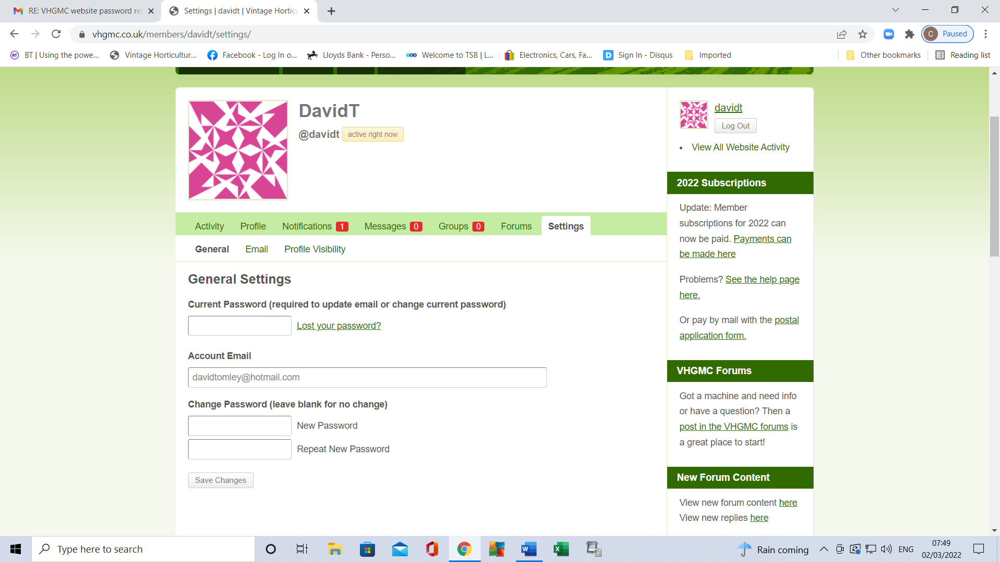 RE: VHGMC website password re
Settings | davidt | Vintage Hortic
vhgmc.co.uk/members/davidt/settings/
C Paused
BT | Using the powe...
Vintage Horticultur...
Facebook - Log In o...
Lloyds Bank - Perso...
Welcome to TSB | L...
Electronics, Cars, Fa...
Sign In - Disqus
Imported
Other bookmarks
Reading list
DavidT
@davidt active right now
Activity Profile Notifications 1 Messages 0 Groups 0 Forums Settings
General Email Profile Visibility
General Settings
Current Password (required to update email or change current password)
Lost your password?
Account Email
davidtomley@hotmail.com
Change Password (leave blank for no change)
New Password
Repeat New Password
Save Changes
davidt
Log Out
• View All Website Activity
2022 Subscriptions
Update: Member
subscriptions for 2022 can
now be paid. Payments can
be made here
Problems? See the help page
here.
Or pay by mail with the postal
application form.
VHGMC Forums
Got a machine and need info
or have a question? Then a
post in the VHGMC forums is
a great place to start!
New Forum Content
View new forum content here
View new replies here
Type here to search
Rain coming
ENG
07:49
02/03/2022